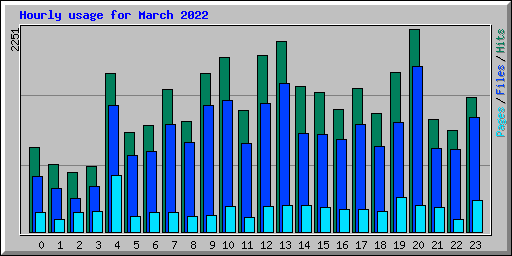 Hourly usage for March 2022
2251
Pages/Files/Hits
0 1 2 3 4 5 6 7 8 9 10 11 12 13 14 15 16 17 18 19 20 21 22 23